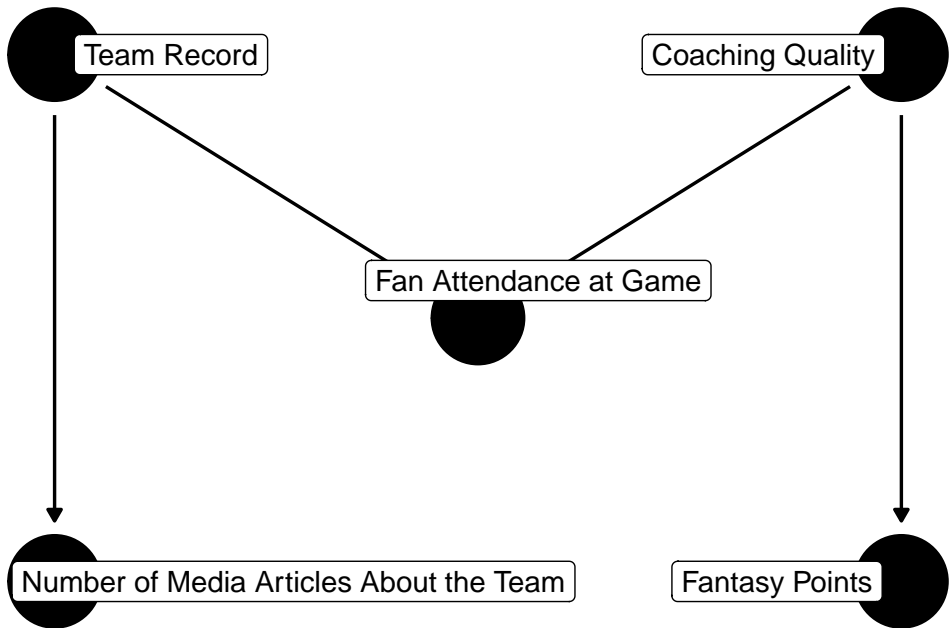 Team Record
Coaching Quality
Fan Attendance at Game
Number of Media Articles About the Team
Fantasy Points